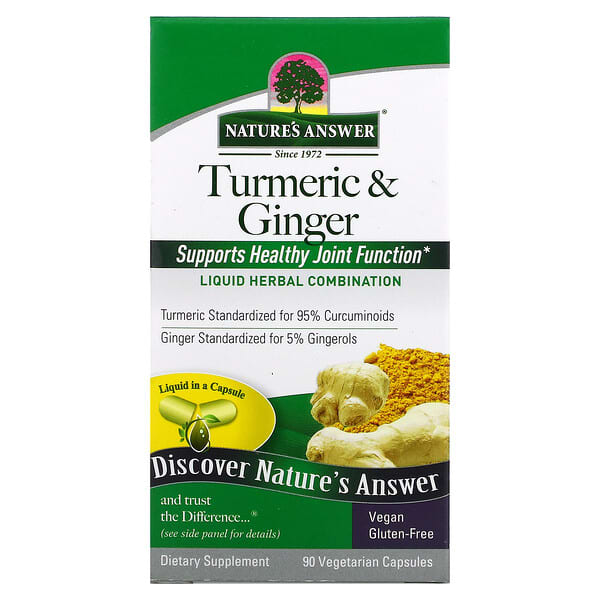 NATURE'S ANSWER®
Since 1972
Turmeric &
Ginger
Supports Healthy Joint Function*
LIQUID HERBAL COMBINATION
Turmeric Standardized for 95% Curcuminoids
Ginger Standardized for 5% Gingerols
Liquid in a Capsule
Discover Nature's Answer
and trust
the Difference...®
(see side panel for details)
Vegan
Gluten-Free
Dietary Supplement
90 Vegetarian Capsules